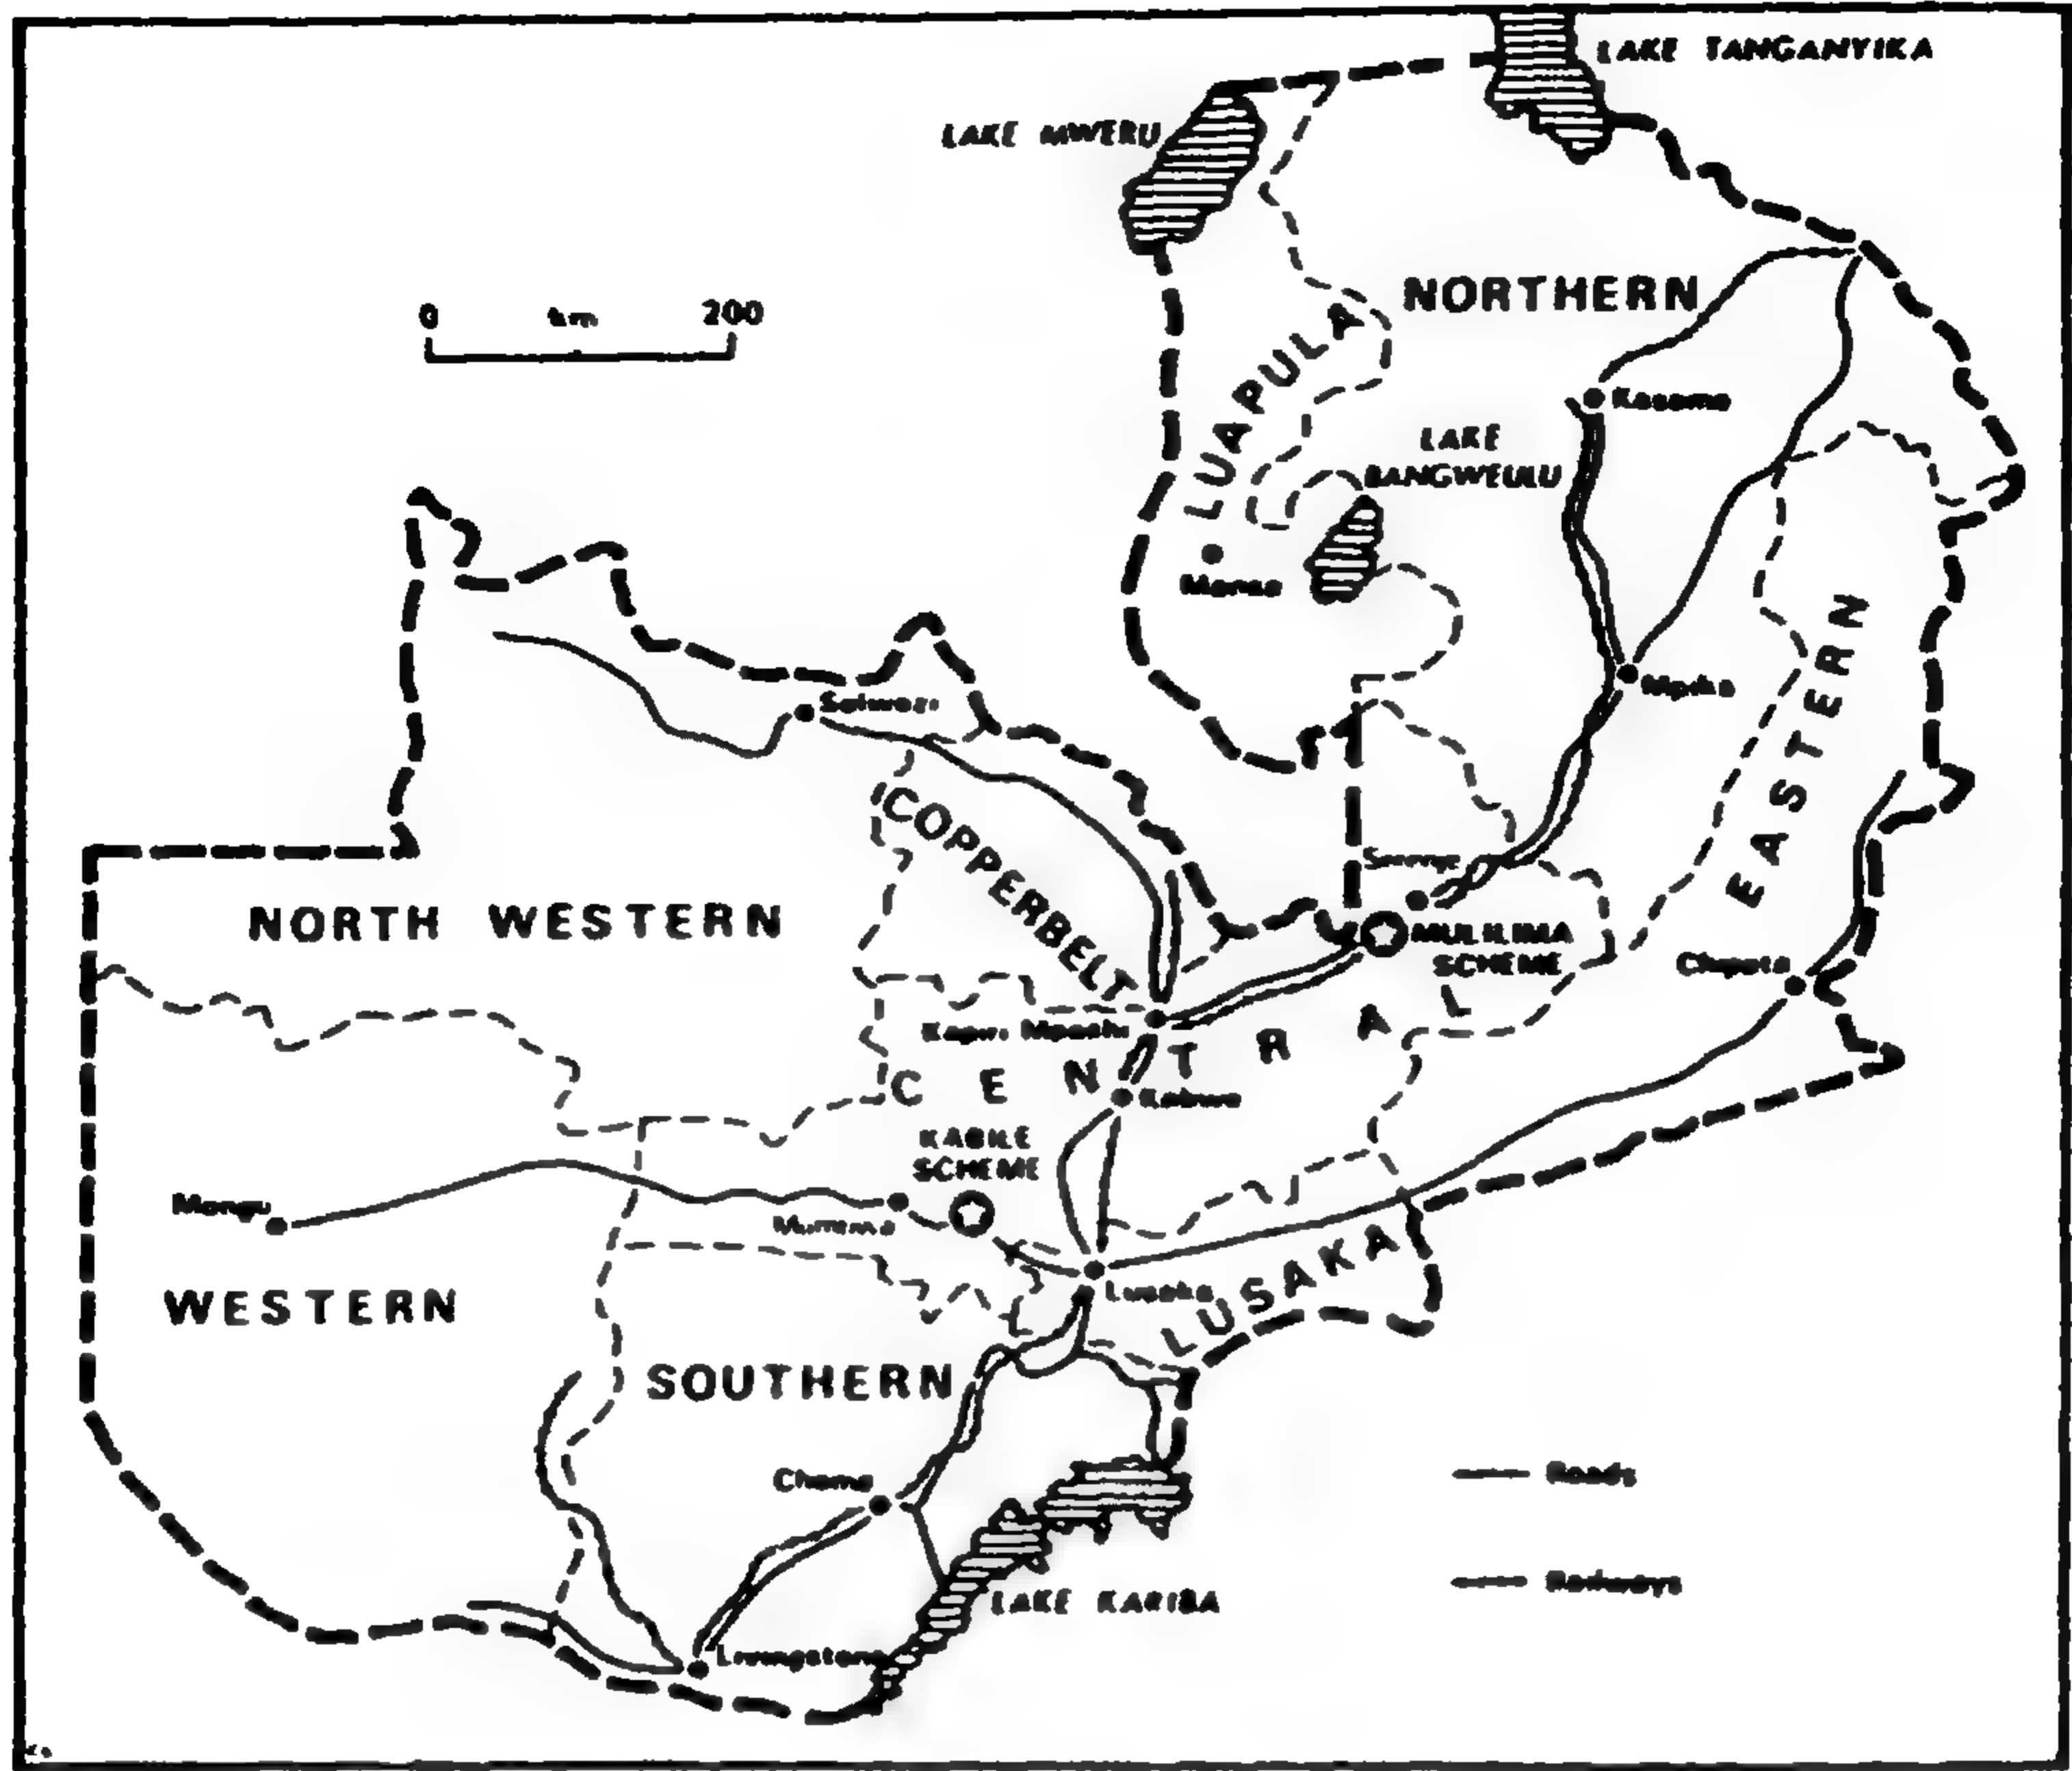 LAKE TANGANYIKA
LAKE MWERU
NORTHERN
0 km 200
LUAPULA
Kasama
LAKE
BANGWEULU
Mansa
EASTERN
Solwezi
Mpika
COPPERBELT
NORTH WESTERN
Serenje
MULILIMA
SCHEME
Chipata
Kapiri Mposhi
CENTRAL
Kabwe
KABILE
SCHEME
Mongu
Mumbwa
LUSAKA
Lusaka
WESTERN
SOUTHERN
Choma
Roads
LAKE KARIBA
Railways
Livingstone